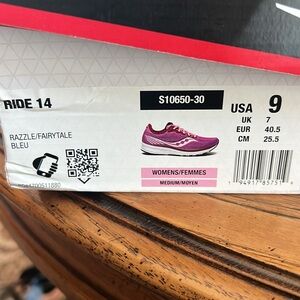 RIDE 14
S10650-30
USA 9
UK 7
EUR 40.5
CM 25.5
RAZZLE/FAIRYTALE
BLEU
WOMENS/FEMMES
MEDIUM/MOYEN